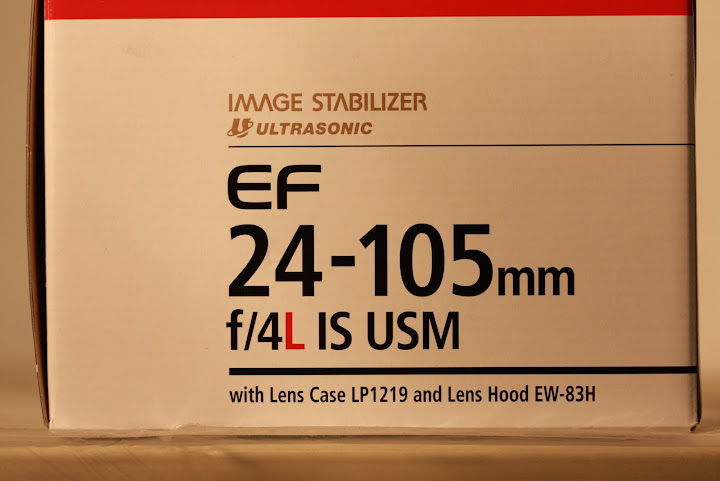 IMAGE STABILIZER
ULTRASONIC
EF
24-105mm
f/4L IS USM
with Lens Case LP1219 and Lens Hood EW-83H